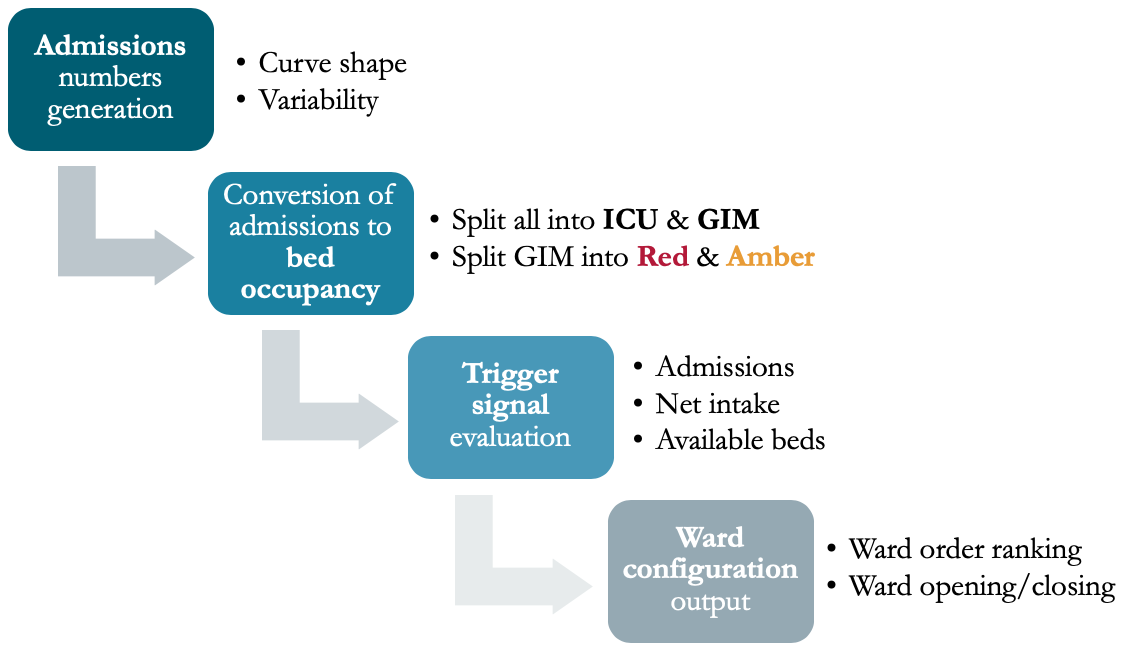 Admissions
numbers
generation
• Curve shape
• Variability
Conversion of
admissions to
bed
occupancy
• Split all into ICU & GIM
• Split GIM into Red & Amber
Trigger
signal
evaluation
• Admissions
• Net intake
• Available beds
Ward
configuration
output
• Ward order ranking
• Ward opening/closing